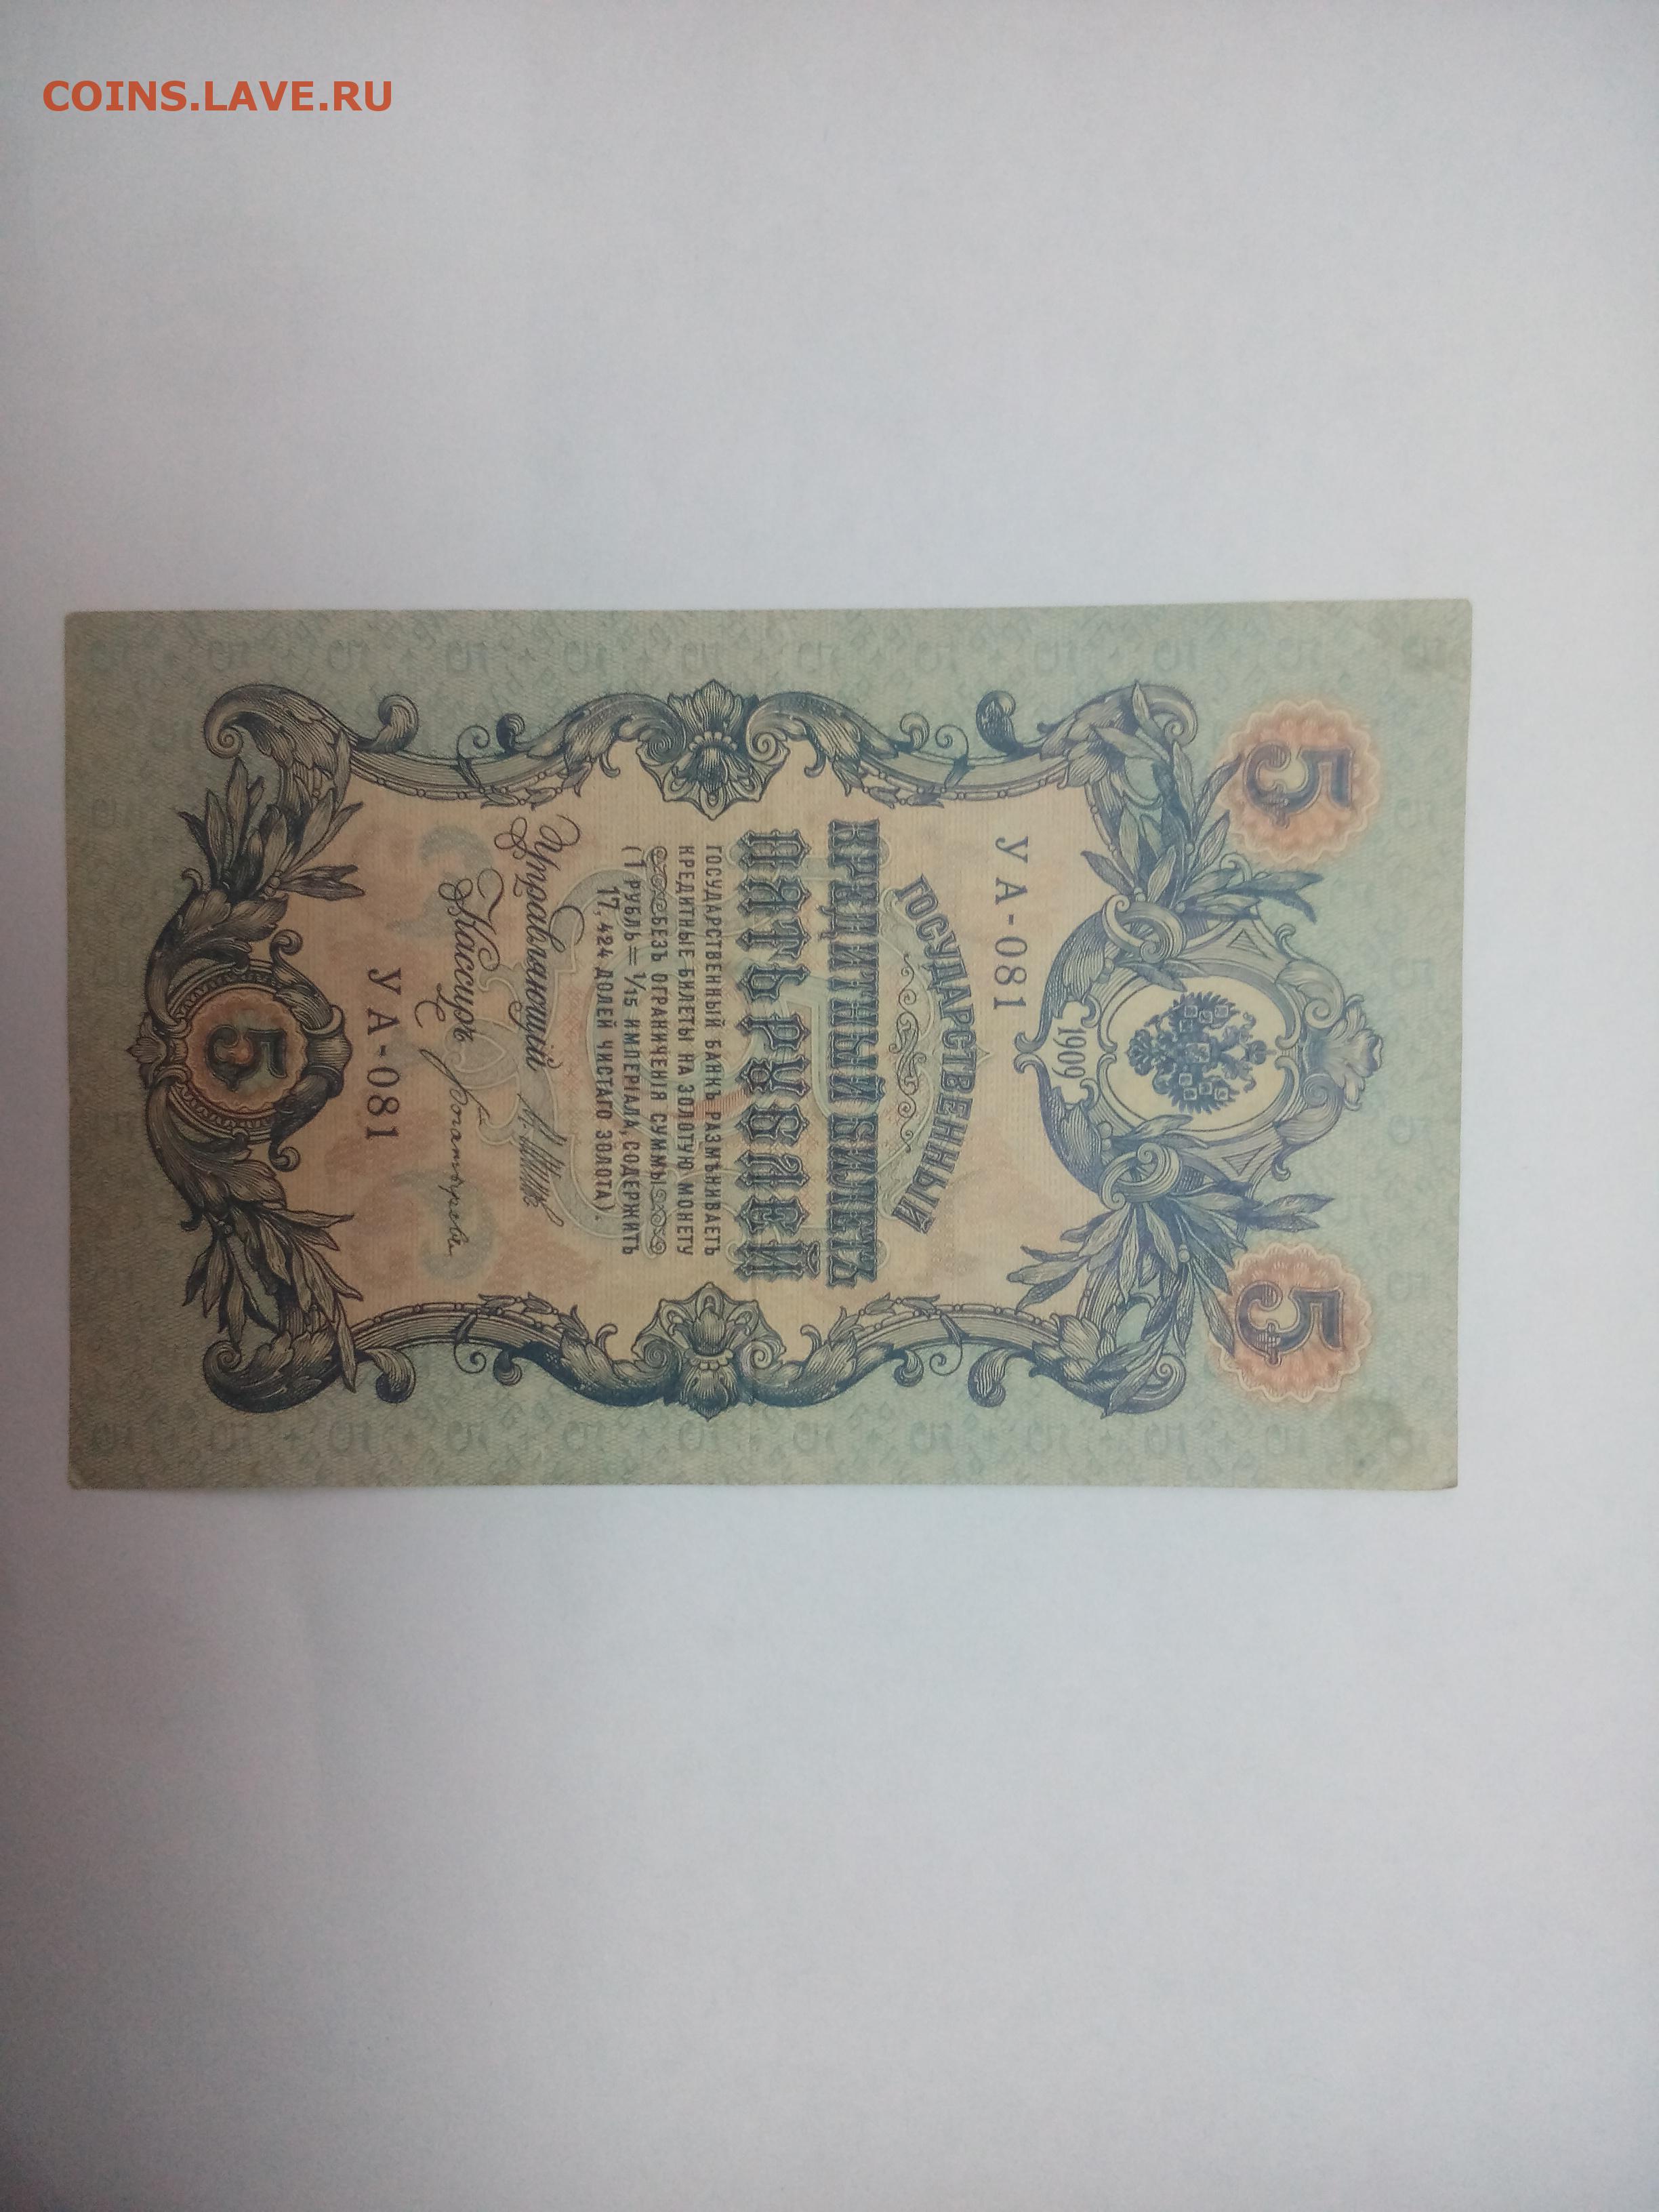 COINS.LAVE.RU
5 5
1909
УА-081
ГОСУДАРСТВЕННЫЙ
КРЕДИТНЫЙ БИЛЕТЪ
ПЯТЬ РУБЛЕЙ
ГОСУДАРСТВЕННЫЙ БАНКЪ РАЗМѢНИВАЕТЪ
КРЕДИТНЫЕ БИЛЕТЫ НА ЗОЛОТУЮ МОНЕТУ
БЕЗЪ ОГРАНИЧЕНІЯ СУММЫ
(1 РУБЛЬ = 1/15 ИМПЕРІАЛА, СОДЕРЖИТЪ
17,424 ДОЛЕЙ ЧИСТАГО ЗОЛОТА).
Управляющій И. Шипов
Кассиръ Богатырёвъ
УА-081
5